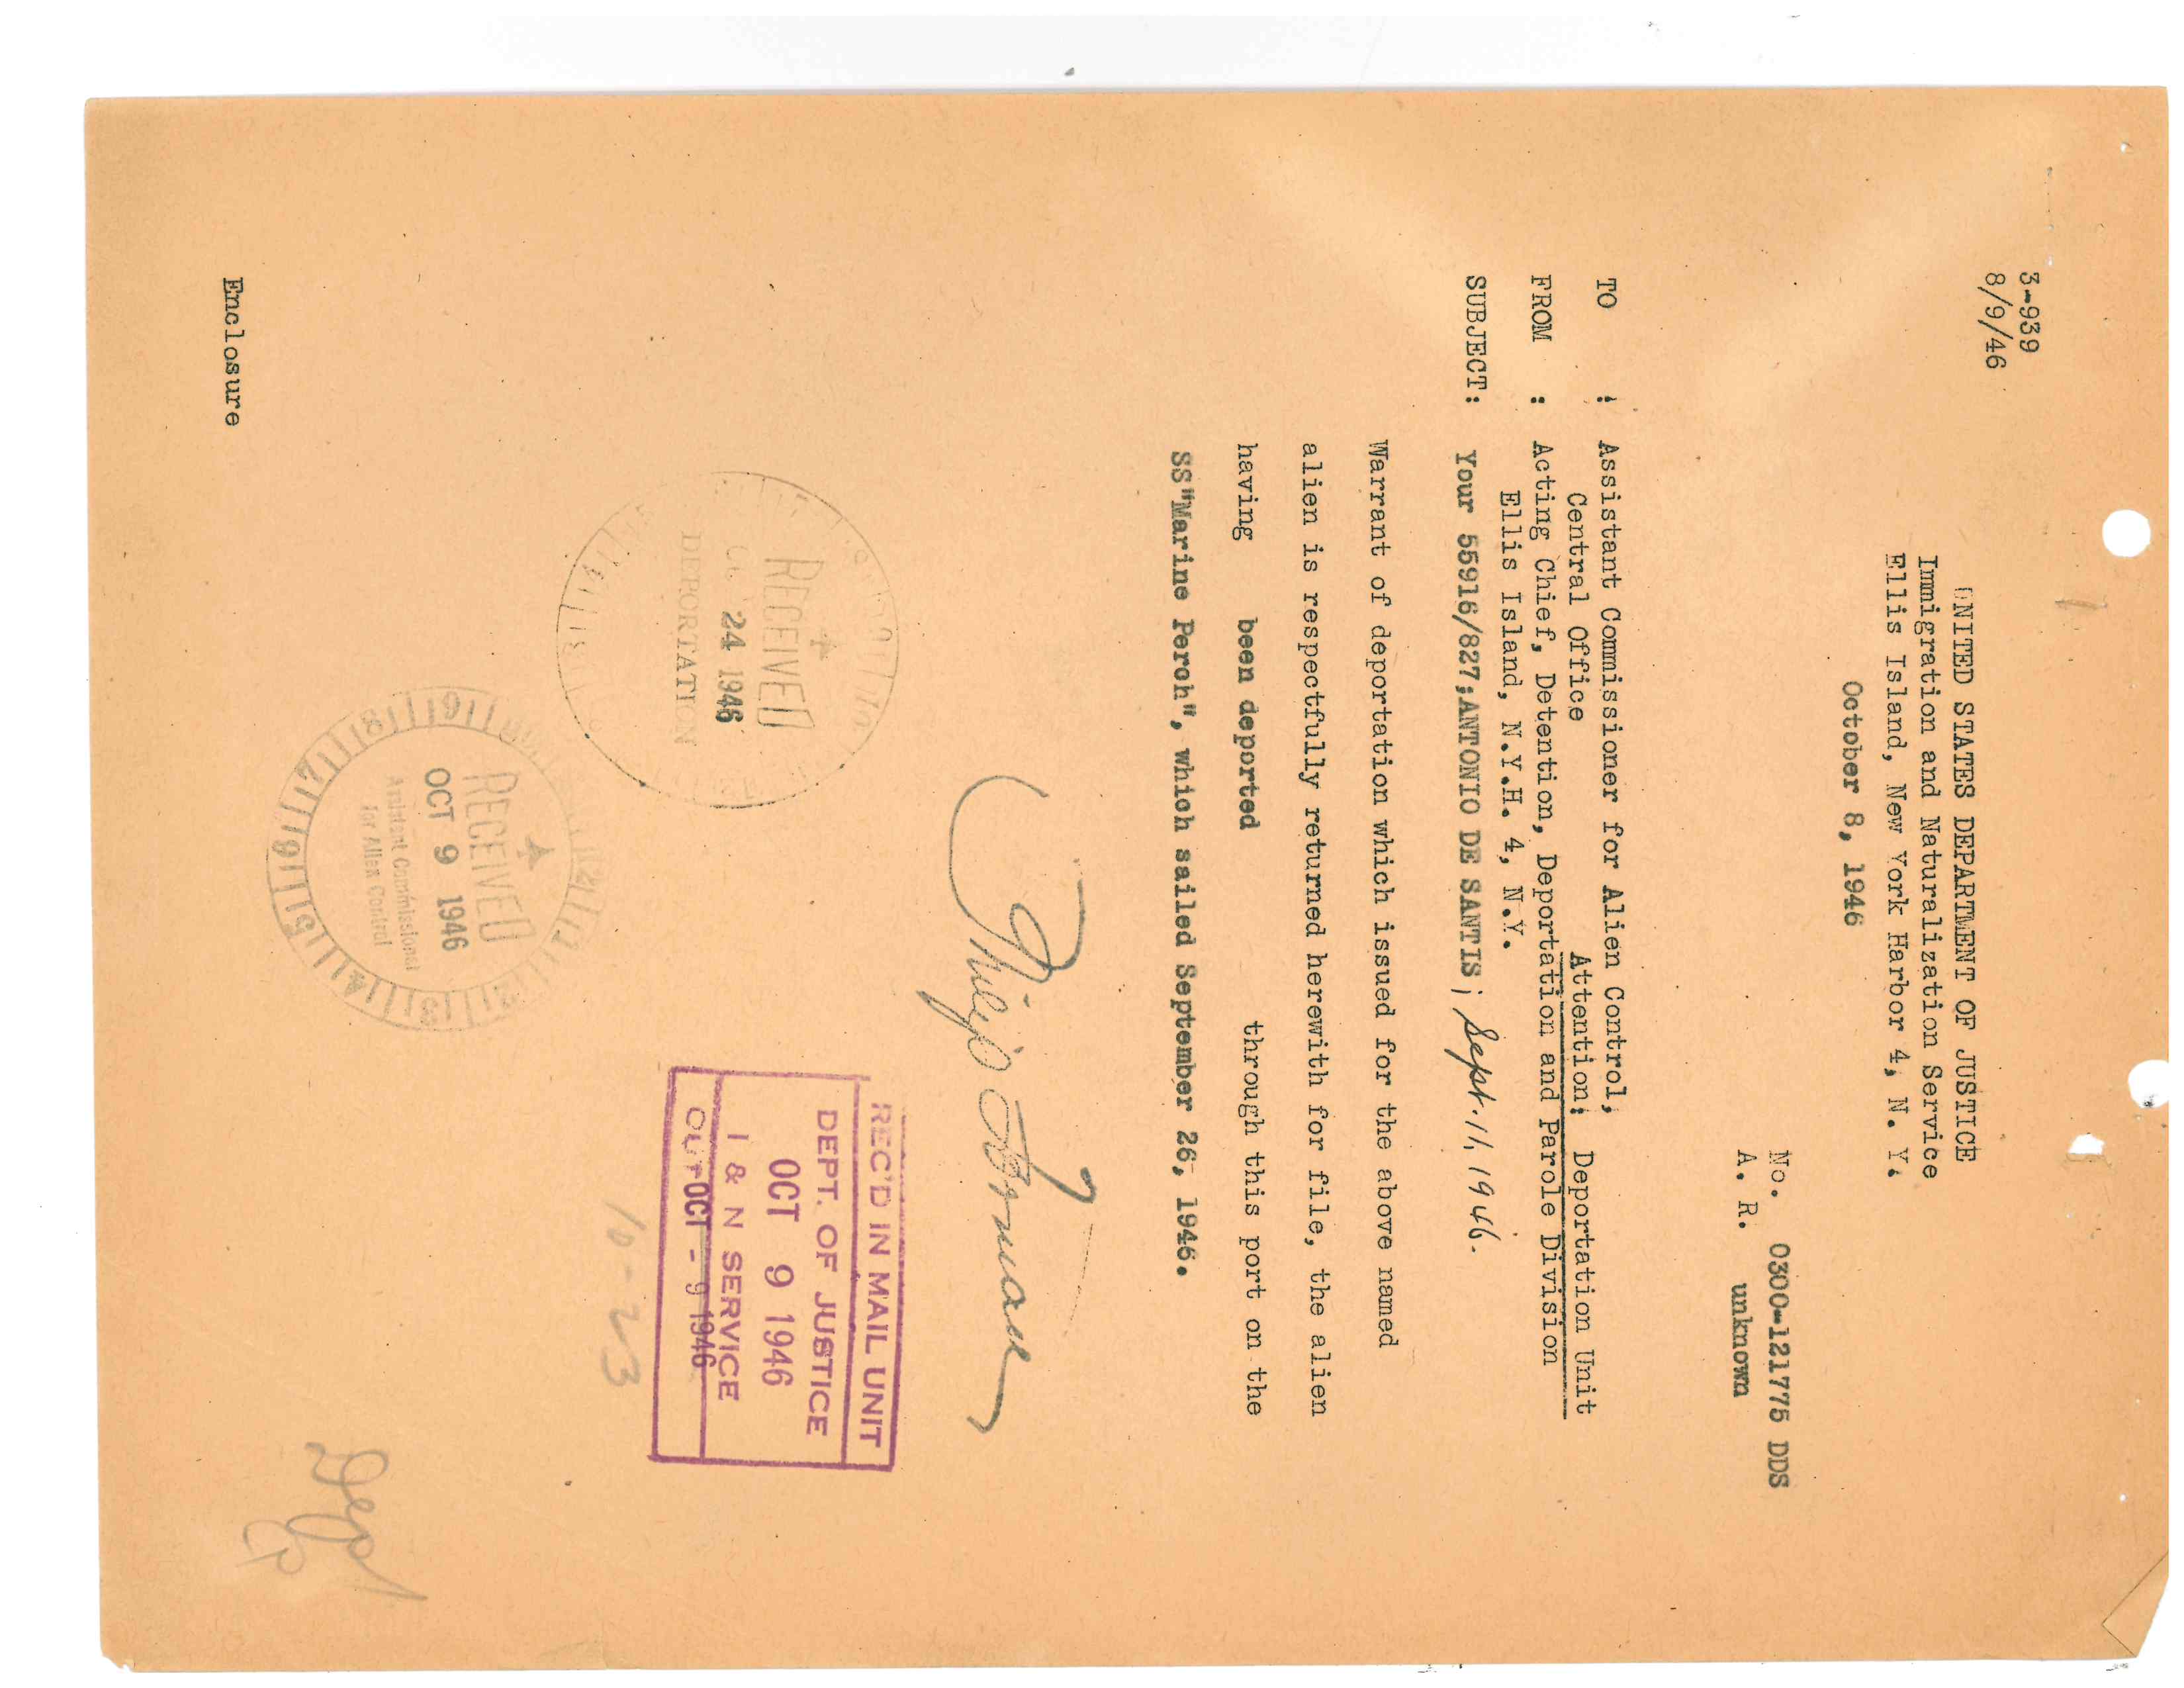 3-939
8/9/46
UNITED STATES DEPARTMENT OF JUSTICE
Immigration and Naturalization Service
Ellis Island, New York Harbor 4, N. Y.
October 8, 1946
No. 0300-121775 DDS
A. R. unknown
TO : Assistant Commissioner for Alien Control,
Central Office Attention: Deportation Unit
FROM : Acting Chief, Detention, Deportation and Parole Division
Ellis Island, N.Y.H. 4, N.Y.
SUBJECT: Your 55916/827;ANTONIO DE SANTIS; Sept. 11, 1946.
Warrant of deportation which issued for the above named
alien is respectfully returned herewith for file, the alien
having been deported through this port on the
SS"Marine Perch", which sailed September 26, 1946.
Philip Forman
REC'D IN MAIL UNIT
DEPT. OF JUSTICE
OCT 9 1946
I & N SERVICE
OUT OCT - 9 1946
10-23
RECEIVED
24 1946
DEPORTATION
RECEIVED
OCT 9 1946
Assistant Commissioner
for Alien Control
Dept
Enclosure